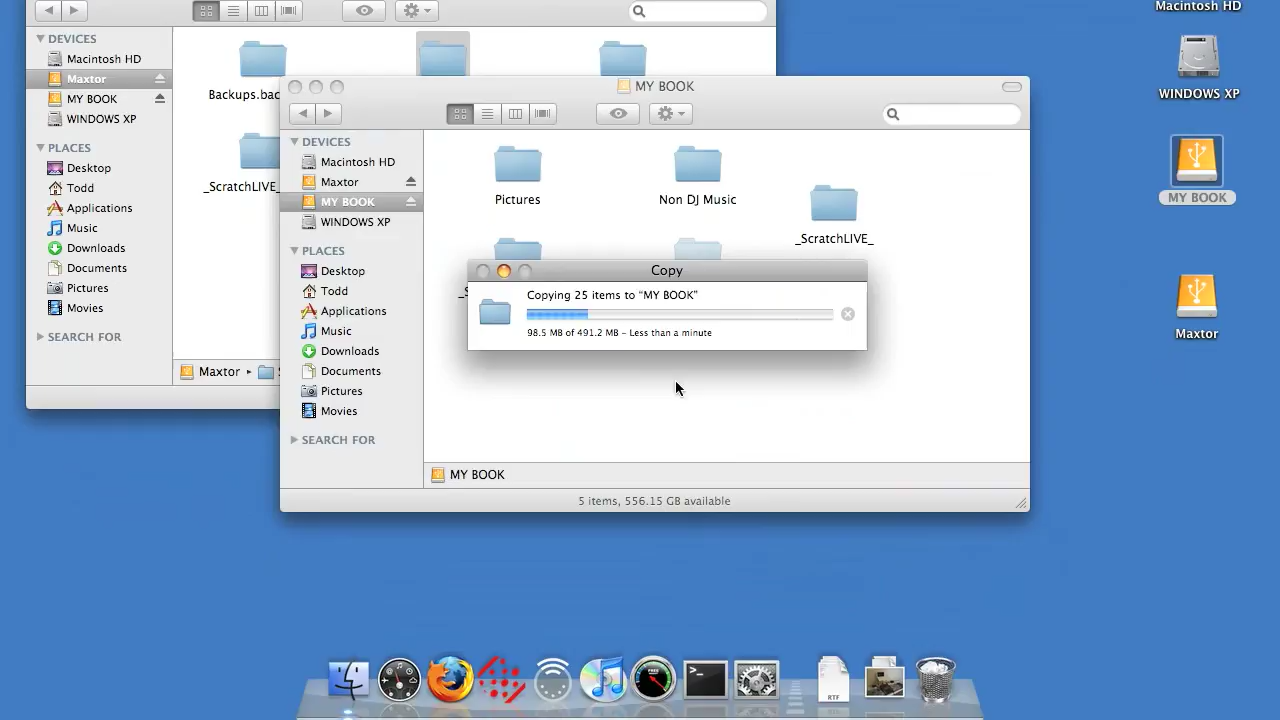 Macintosh HD
WINDOWS XP
MY BOOK
Maxtor
DEVICES
Macintosh HD
Maxtor
MY BOOK
WINDOWS XP
PLACES
Desktop
Todd
Applications
Music
Downloads
Documents
Pictures
Movies
SEARCH FOR
Backups.bac
_ScratchLIVE_
Maxtor
MY BOOK
DEVICES
Macintosh HD
Maxtor
MY BOOK
WINDOWS XP
PLACES
Desktop
Todd
Applications
Music
Downloads
Documents
Pictures
Movies
SEARCH FOR
Pictures
Non DJ Music
_ScratchLIVE_
Copy
Copying 25 items to “MY BOOK”
98.5 MB of 491.2 MB – Less than a minute
MY BOOK
5 items, 556.15 GB available
RTF